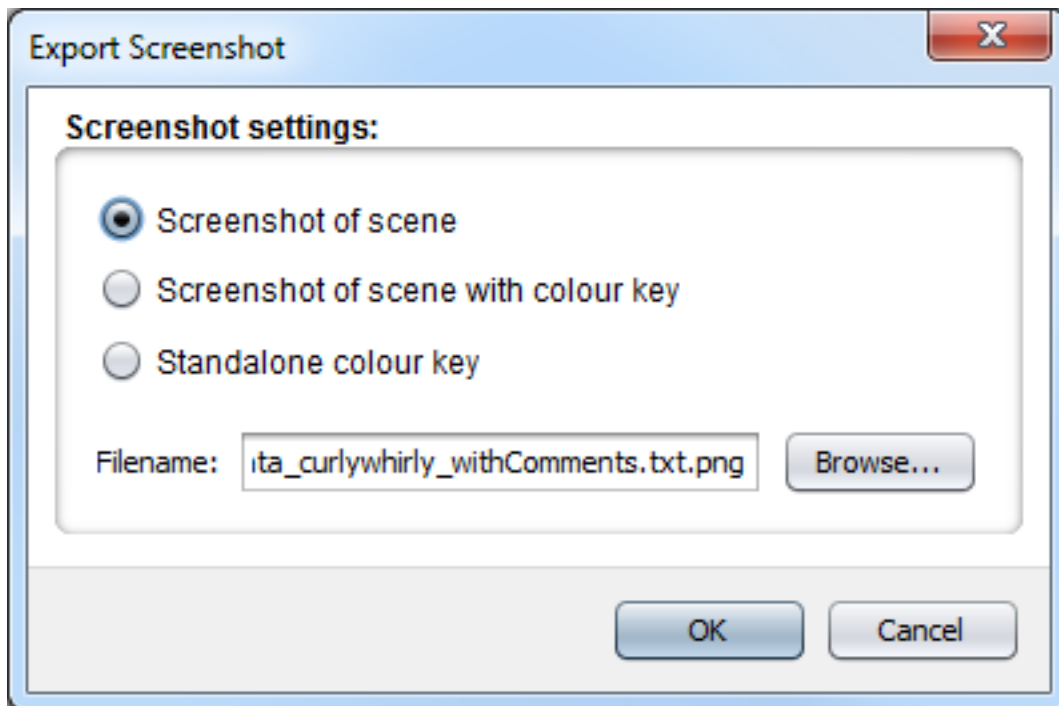 Export Screenshot
Screenshot settings:
Screenshot of scene
Screenshot of scene with colour key
Standalone colour key
Filename: ta_curlywhirly_withComments.txt.png Browse...
OK Cancel